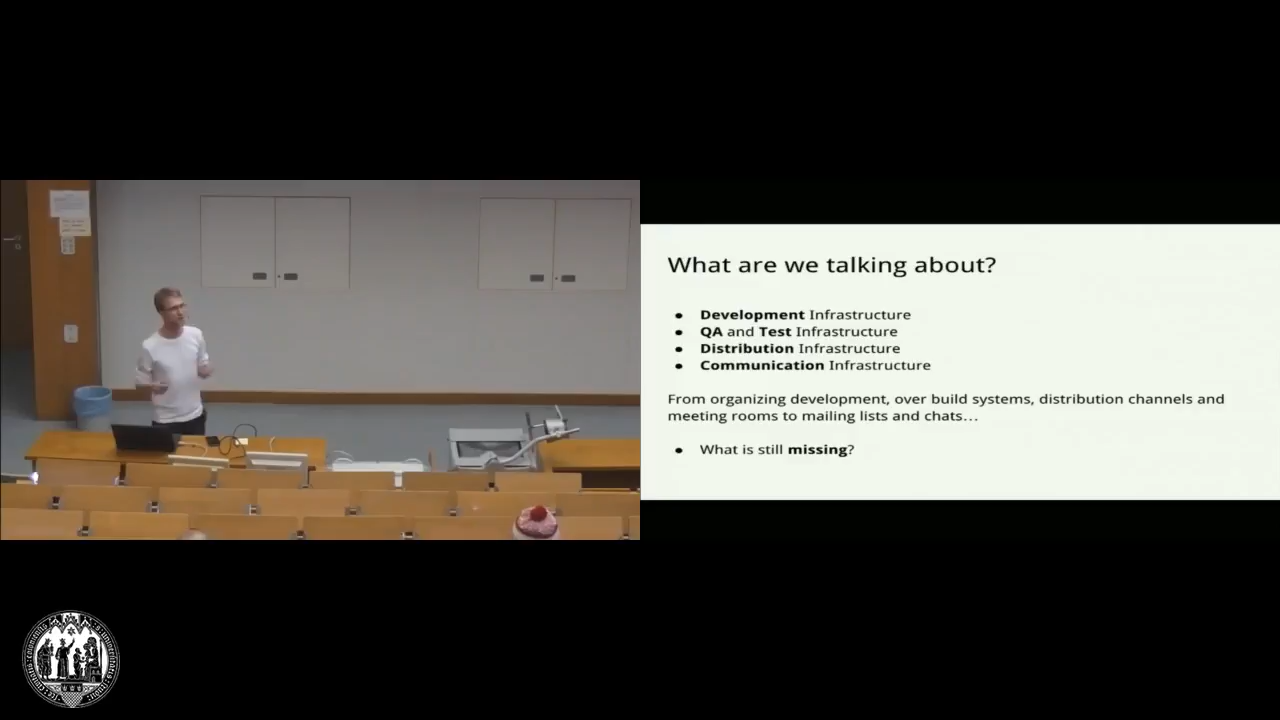 What are we talking about?
● Development Infrastructure
● QA and Test Infrastructure
● Distribution Infrastructure
● Communication Infrastructure
From organizing development, over build systems, distribution channels and
meeting rooms to mailing lists and chats…
● What is still missing?